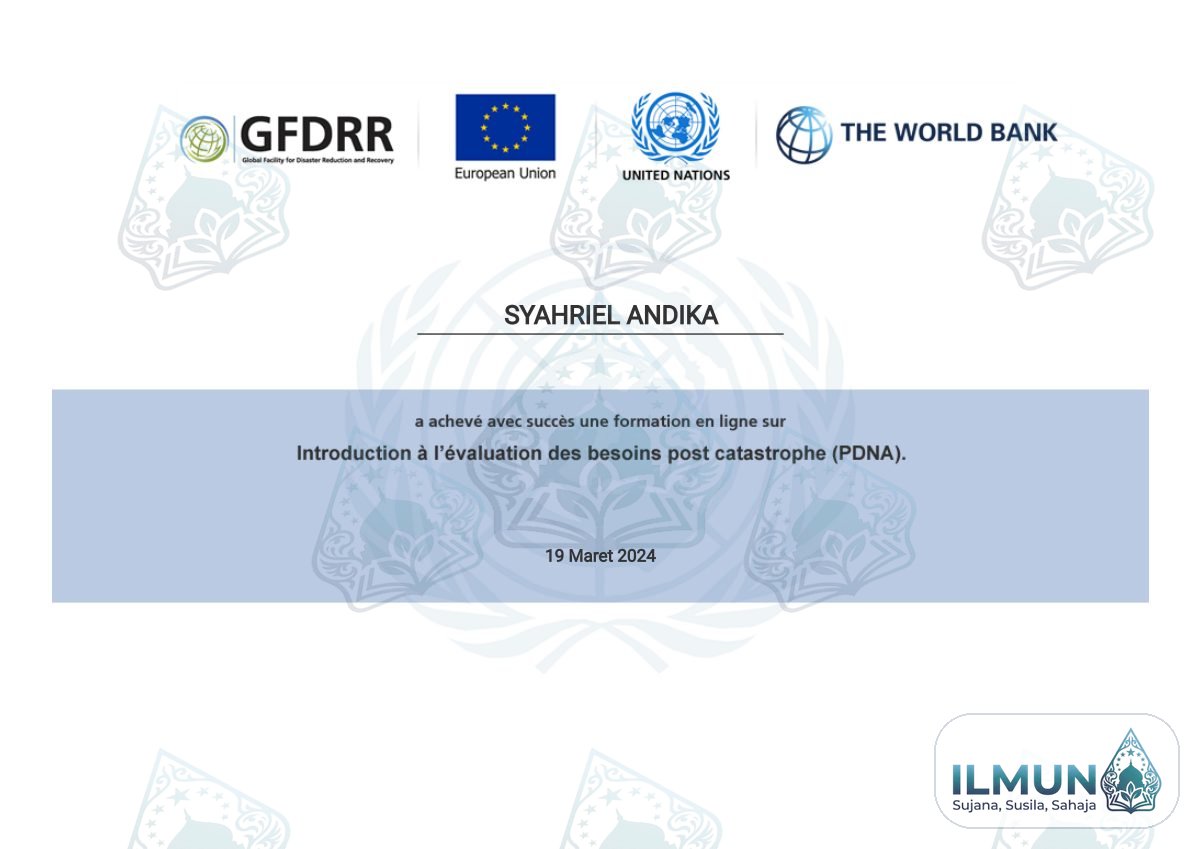 GFDRR
Global Facility for Disaster Reduction and Recovery
European Union
UNITED NATIONS
THE WORLD BANK
SYAHRIEL ANDIKA
a achevé avec succès une formation en ligne sur
Introduction à l’évaluation des besoins post catastrophe (PDNA).
19 Maret 2024
ILMUN
Sujana, Susila, Sahaja